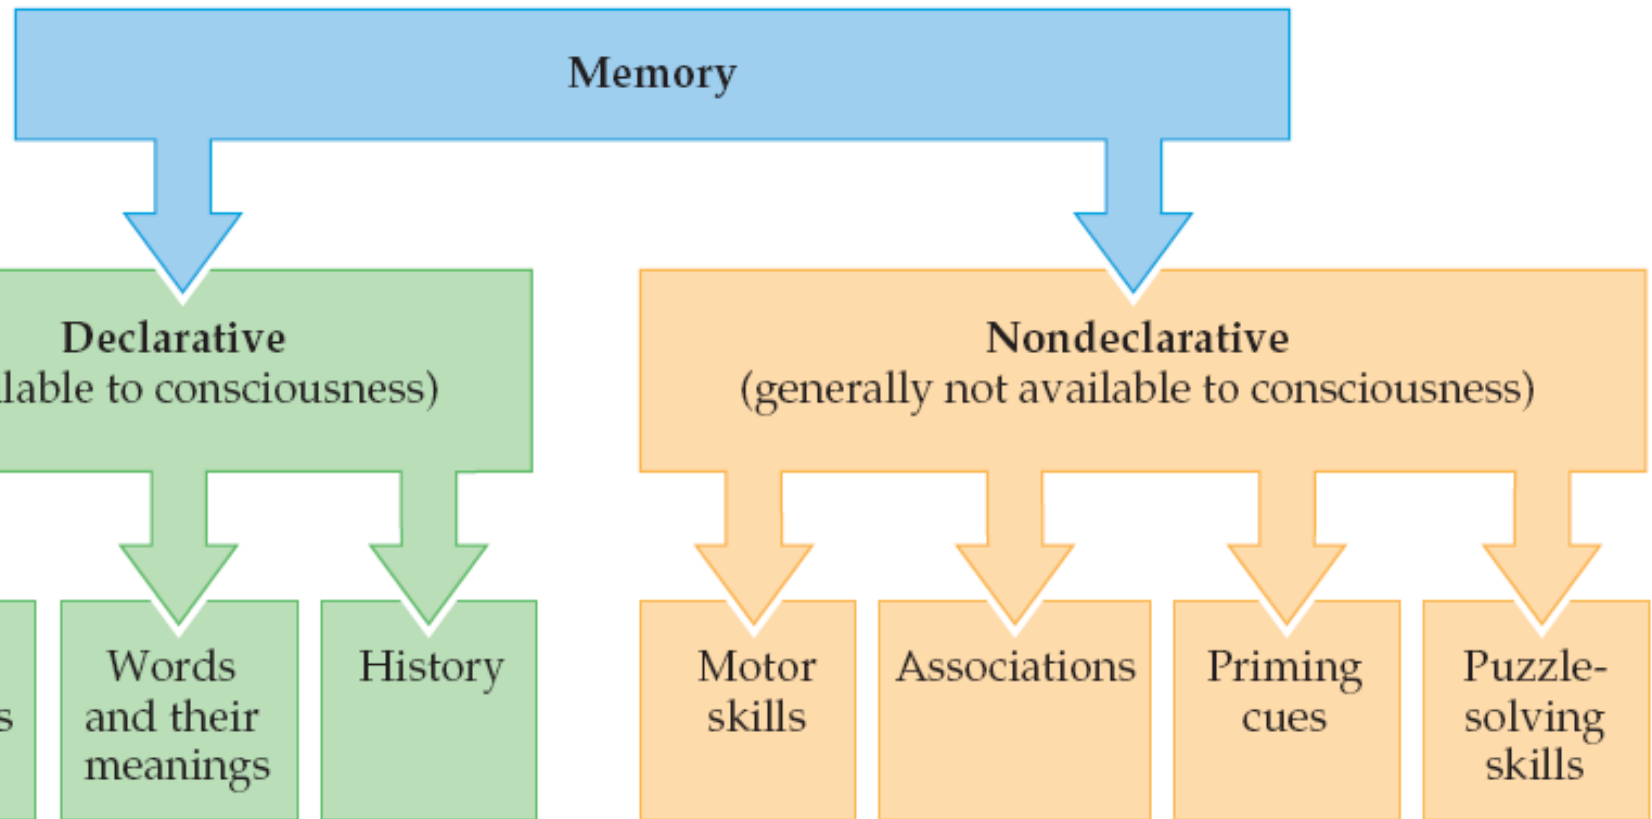 Memory
Declarative
lable to consciousness)
Nondeclarative
(generally not available to consciousness)
s
Words
and their
meanings
History
Motor
skills
Associations
Priming
cues
Puzzle-
solving
skills